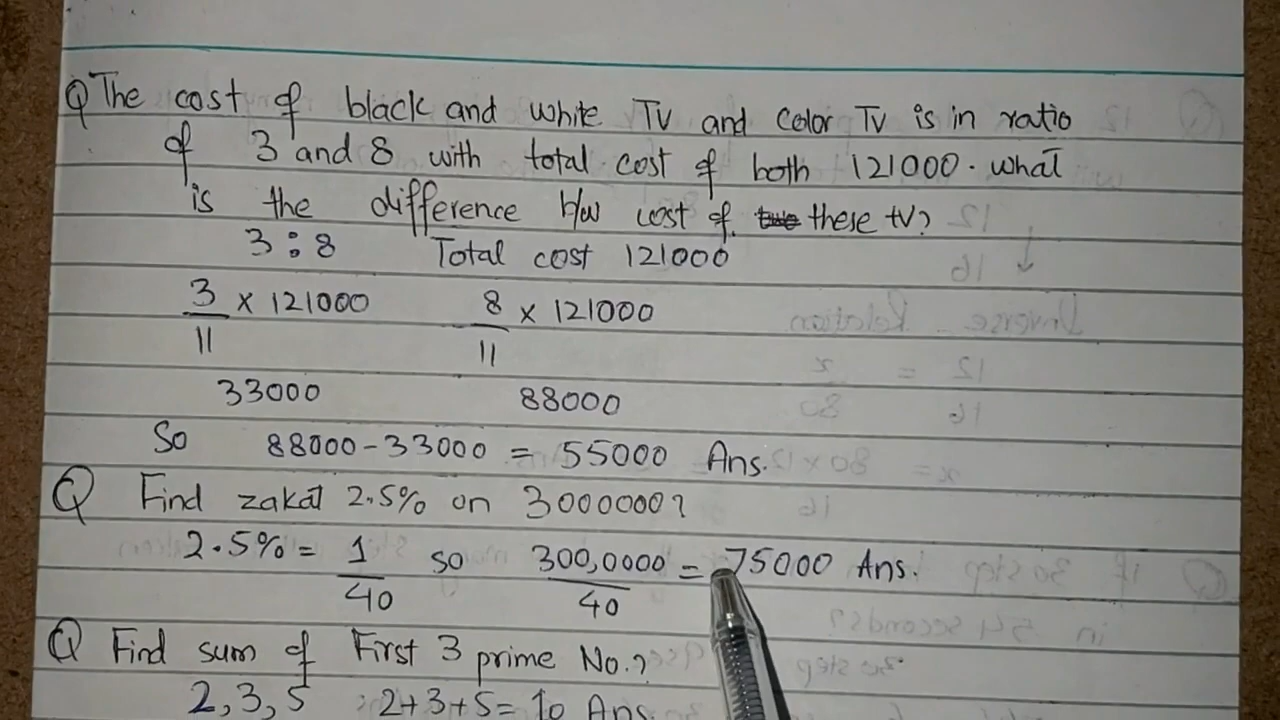 Q The cost of black and white TV and Color TV is in ratio
of 3 and 8 with total cost of both 121000. what
is the difference b/w cost of these tv?
3 : 8 Total cost 121000
3/11 × 121000 8/11 × 121000
33000 88000
So 88000 - 33000 = 55000 Ans.
Q Find zakat 2.5% on 3000000?
2.5% = 1/40 so 300,0000/40 = 75000 Ans.
Q Find sum of First 3 prime No.?
2, 3, 5 2+3+5= 10 Ans.